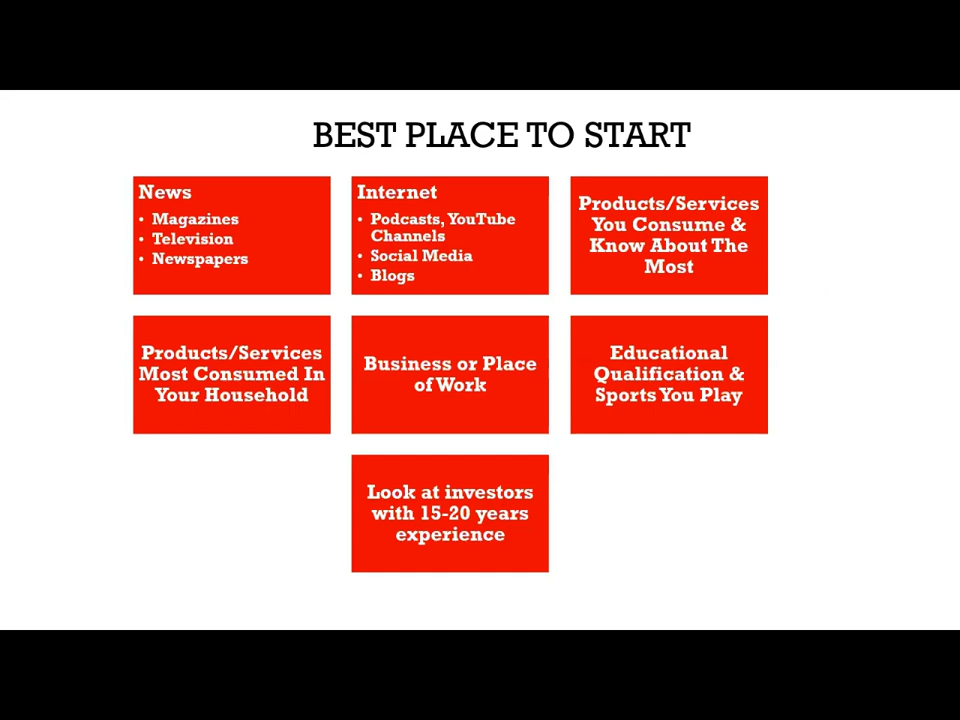 BEST PLACE TO START
News
• Magazines
• Television
• Newspapers
Internet
• Podcasts, YouTube
Channels
• Social Media
• Blogs
Products/Services
You Consume &
Know About The
Most
Products/Services
Most Consumed In
Your Household
Business or Place
of Work
Educational
Qualification &
Sports You Play
Look at investors
with 15-20 years
experience